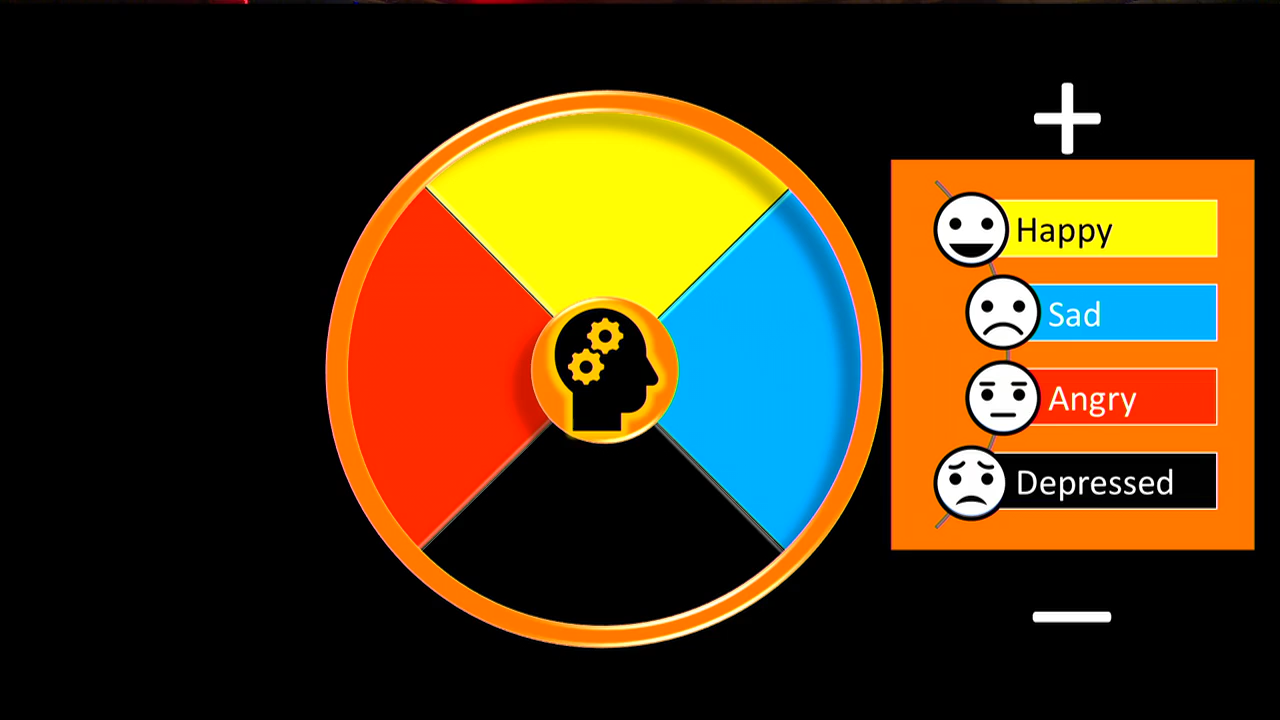 +
Happy
Sad
Angry
Depressed
−